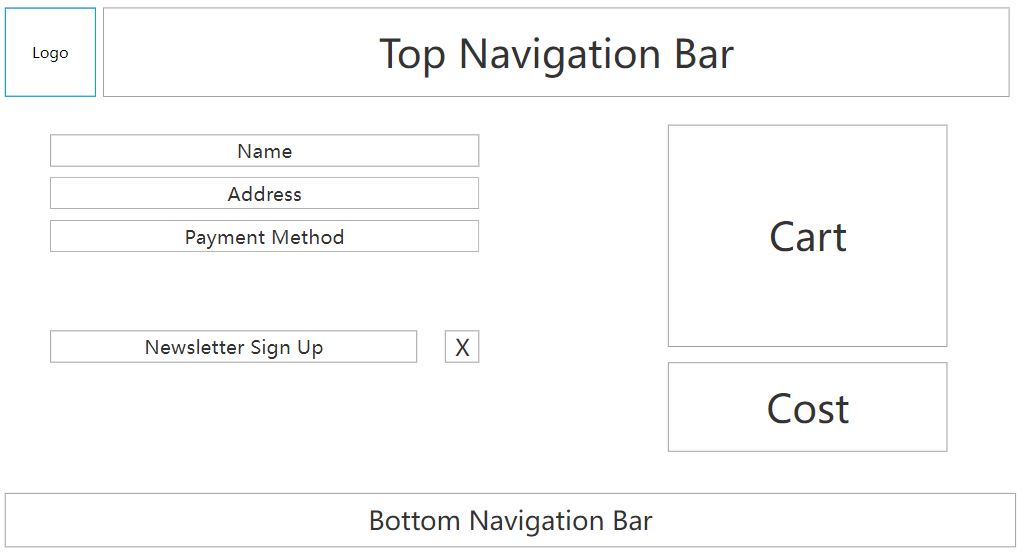 Logo
Top Navigation Bar
Name
Address
Payment Method
Newsletter Sign Up
X
Cart
Cost
Bottom Navigation Bar